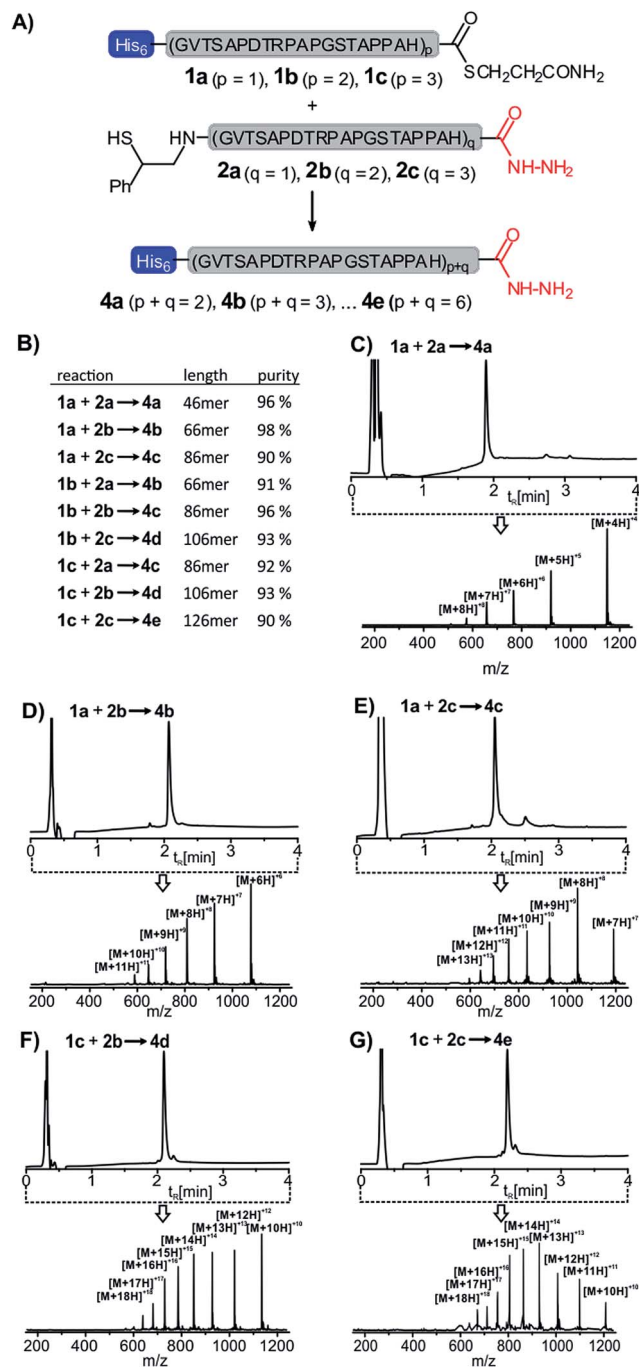 A)
His6 (GVTSAPDTRPAPGSTAPPAH)p O
SCH2CH2CONH2
1a (p = 1), 1b (p = 2), 1c (p = 3)
+
HS HN (GVTSAPDTRPAPGSTAPPAH)q O
Ph NH-NH2
2a (q = 1), 2b (q = 2), 2c (q = 3)
His6 (GVTSAPDTRPAPGSTAPPAH)p+q O
NH-NH2
4a (p + q = 2), 4b (p + q = 3), ... 4e (p + q = 6)
B)
reaction length purity
1a + 2a → 4a 46mer 96 %
1a + 2b → 4b 66mer 98 %
1a + 2c → 4c 86mer 90 %
1b + 2a → 4b 66mer 91 %
1b + 2b → 4c 86mer 96 %
1b + 2c → 4d 106mer 93 %
1c + 2a → 4c 86mer 92 %
1c + 2b → 4d 106mer 93 %
1c + 2c → 4e 126mer 90 %
C) 1a + 2a → 4a
0 1 2 3 4
tR[min]
[M+4H]+4
[M+5H]+5
[M+6H]+6
[M+7H]+7
[M+8H]+8
200 400 600 800 1000 1200
m/z
D) 1a + 2b → 4b
0 1 2 3 4
tR[min]
[M+6H]+6
[M+7H]+7
[M+8H]+8
[M+9H]+9
[M+10H]+10
[M+11H]+11
200 400 600 800 1000 1200
m/z
E) 1a + 2c → 4c
0 1 2 3 4
tR[min]
[M+8H]+8
[M+9H]+9
[M+7H]+7
[M+10H]+10
[M+11H]+11
[M+12H]+12
[M+13H]+13
200 400 600 800 1000 1200
m/z
F) 1c + 2b → 4d
0 1 2 3 4
tR[min]
[M+12H]+12
[M+13H]+13 [M+10H]+10
[M+14H]+14
[M+15H]+15
[M+16H]+16
[M+17H]+17
[M+18H]+18
200 400 600 800 1000 1200
m/z
G) 1c + 2c → 4e
0 1 2 3 4
tR[min]
[M+14H]+14
[M+15H]+15 [M+13H]+13
[M+12H]+12
[M+16H]+16 [M+11H]+11
[M+17H]+17
[M+18H]+18 [M+10H]+10
200 400 600 800 1000 1200
m/z